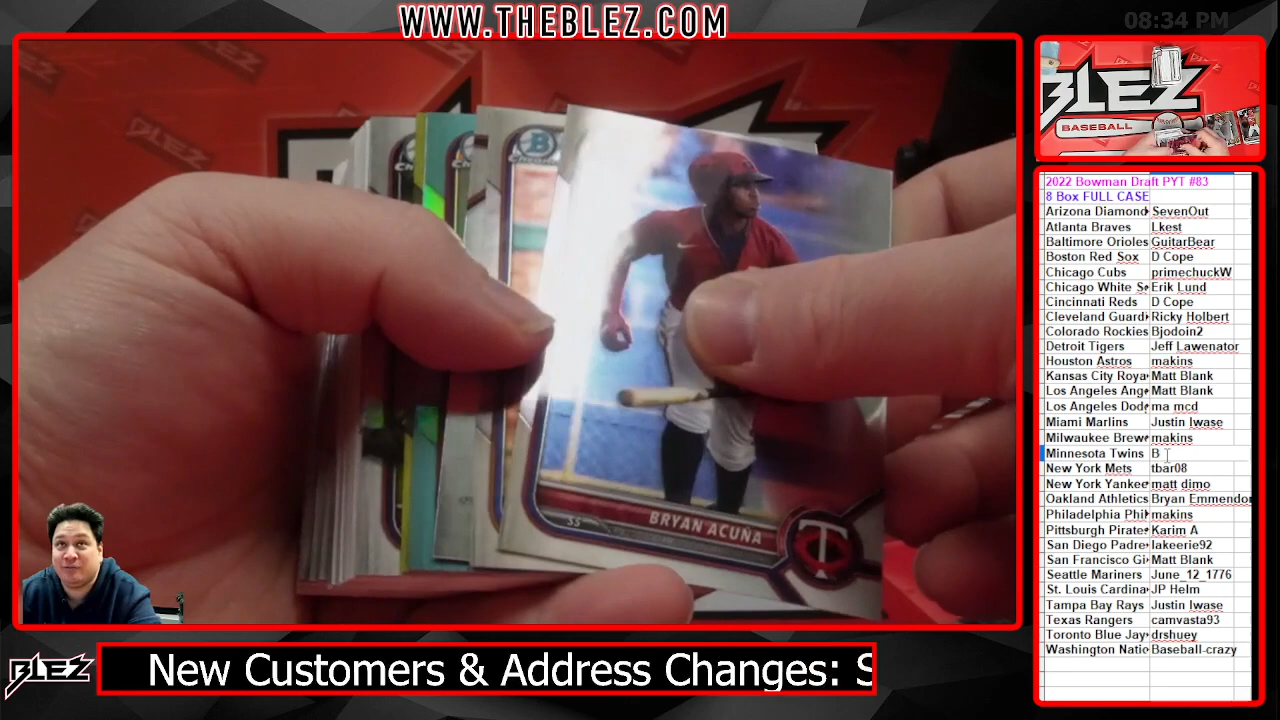 WWW.THEBLEZ.COM
08:34 PM
BLEZ
BASEBALL
B
BRYAN ACUÑA
SS
T
2022 Bowman Draft PYT #83
8 Box FULL CASE
Arizona Diamond SevenOut
Atlanta Braves Lkest
Baltimore Orioles GuitarBear
Boston Red Sox D Cope
Chicago Cubs primechuckW
Chicago White S Erik Lund
Cincinnati Reds D Cope
Cleveland Guard Ricky Holbert
Colorado Rockies Bjodoin2
Detroit Tigers Jeff Lawenator
Houston Astros makins
Kansas City Roya Matt Blank
Los Angeles Ang Matt Blank
Los Angeles Dod ma mcd
Miami Marlins Justin Iwase
Milwaukee Brew makins
Minnesota Twins B
New York Mets tbar08
New York Yankee matt dimo
Oakland Athletics Bryan Emmendor
Philadelphia Phi makins
Pittsburgh Pirate Karim A
San Diego Padre lakeerie92
San Francisco Gi Matt Blank
Seattle Mariners June_12_1776
St. Louis Cardina JP Helm
Tampa Bay Rays Justin Iwase
Texas Rangers camvasta93
Toronto Blue Jay drshuey
Washington Natio Baseball-crazy
BLEZ
New Customers & Address Changes: S